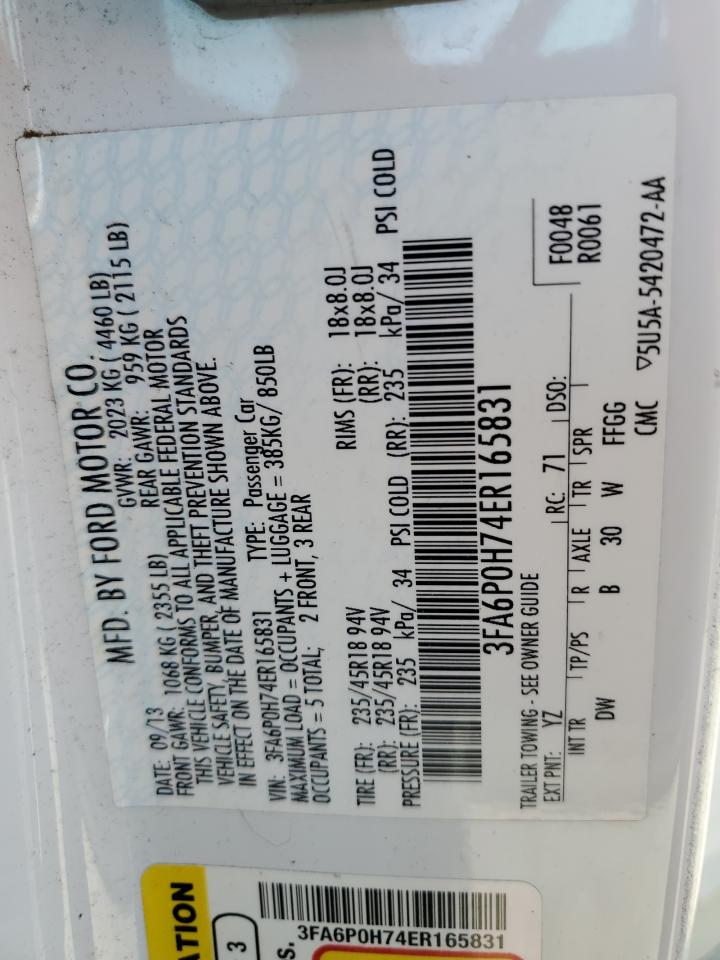 MFD. BY FORD MOTOR CO.
DATE: 09/13 GVWR: 2023 KG ( 4460 LB)
FRONT GAWR: 1068 KG ( 2355 LB) REAR GAWR: 959 KG ( 2115 LB)
THIS VEHICLE CONFORMS TO ALL APPLICABLE FEDERAL MOTOR
VEHICLE SAFETY, BUMPER, AND THEFT PREVENTION STANDARDS
IN EFFECT ON THE DATE OF MANUFACTURE SHOWN ABOVE.
VIN: 3FA6P0H74ER165831 TYPE: Passenger Car
MAXIMUM LOAD = OCCUPANTS + LUGGAGE = 385KG/ 850LB
OCCUPANTS = 5 TOTAL; 2 FRONT, 3 REAR
TIRE (FR): 235/45R18 94V RIMS (FR): 18x8.0J
(RR): 235/45R18 94V (RR): 18x8.0J
PRESSURE (FR): 235 kPa/ 34 PSI COLD (RR): 235 kPa/ 34 PSI COLD
3FA6P0H74ER165831
TRAILER TOWING - SEE OWNER GUIDE
F0048
EXT PNT: YZ RC: 71 DSO: R0061
INT TR TP/PS R AXLE TR SPR
DW B 30 W FFGG
CMC ▽5U5A-5420472-AA
ATION
3
s.
3FA6P0H74ER165831